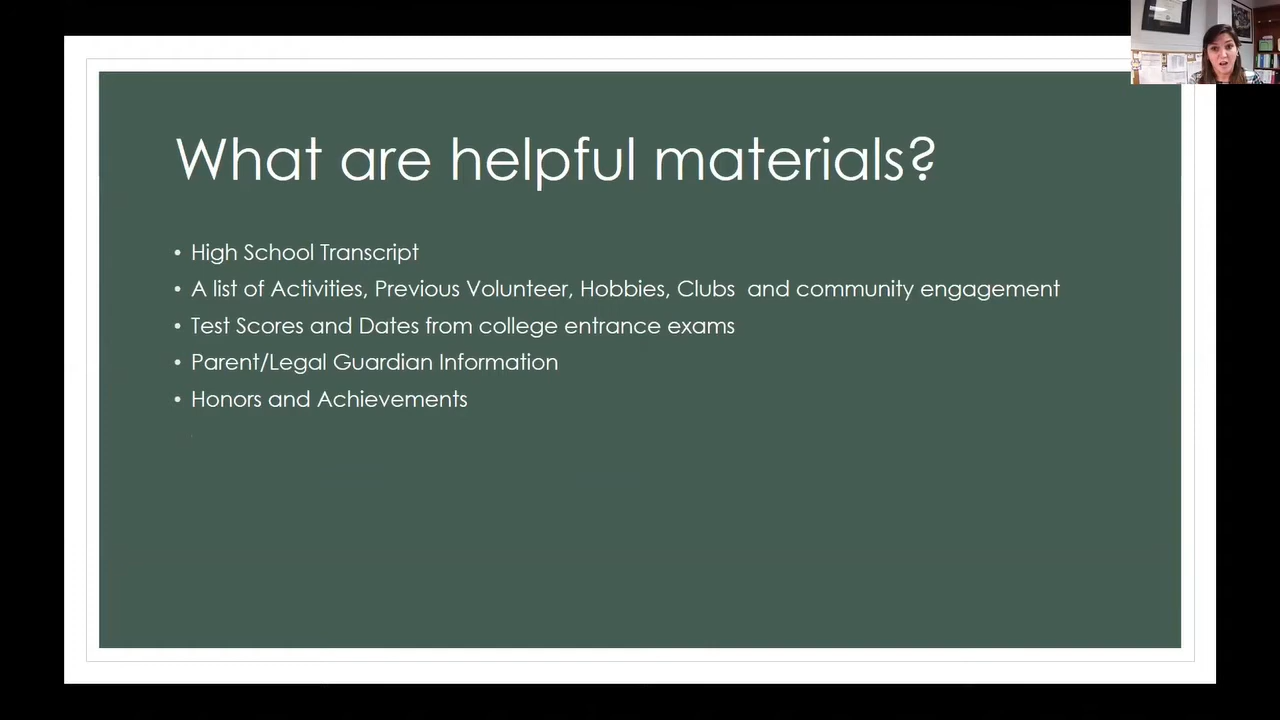 What are helpful materials?
• High School Transcript
• A list of Activities, Previous Volunteer, Hobbies, Clubs  and community engagement
• Test Scores and Dates from college entrance exams
• Parent/Legal Guardian Information
• Honors and Achievements